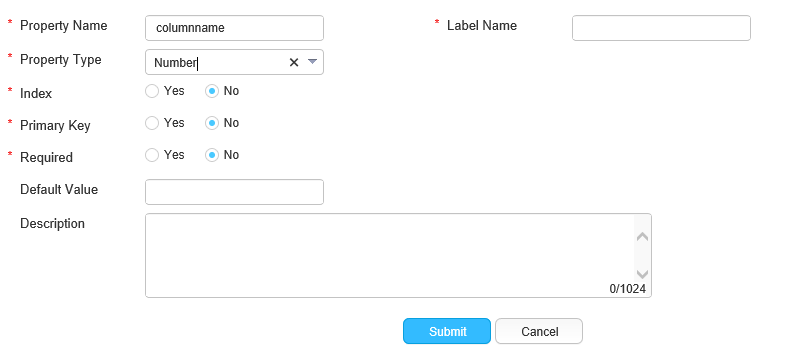 * Property Name columnname * Label Name
* Property Type Number
* Index Yes No
* Primary Key Yes No
* Required Yes No
Default Value
Description
0/1024
Submit Cancel